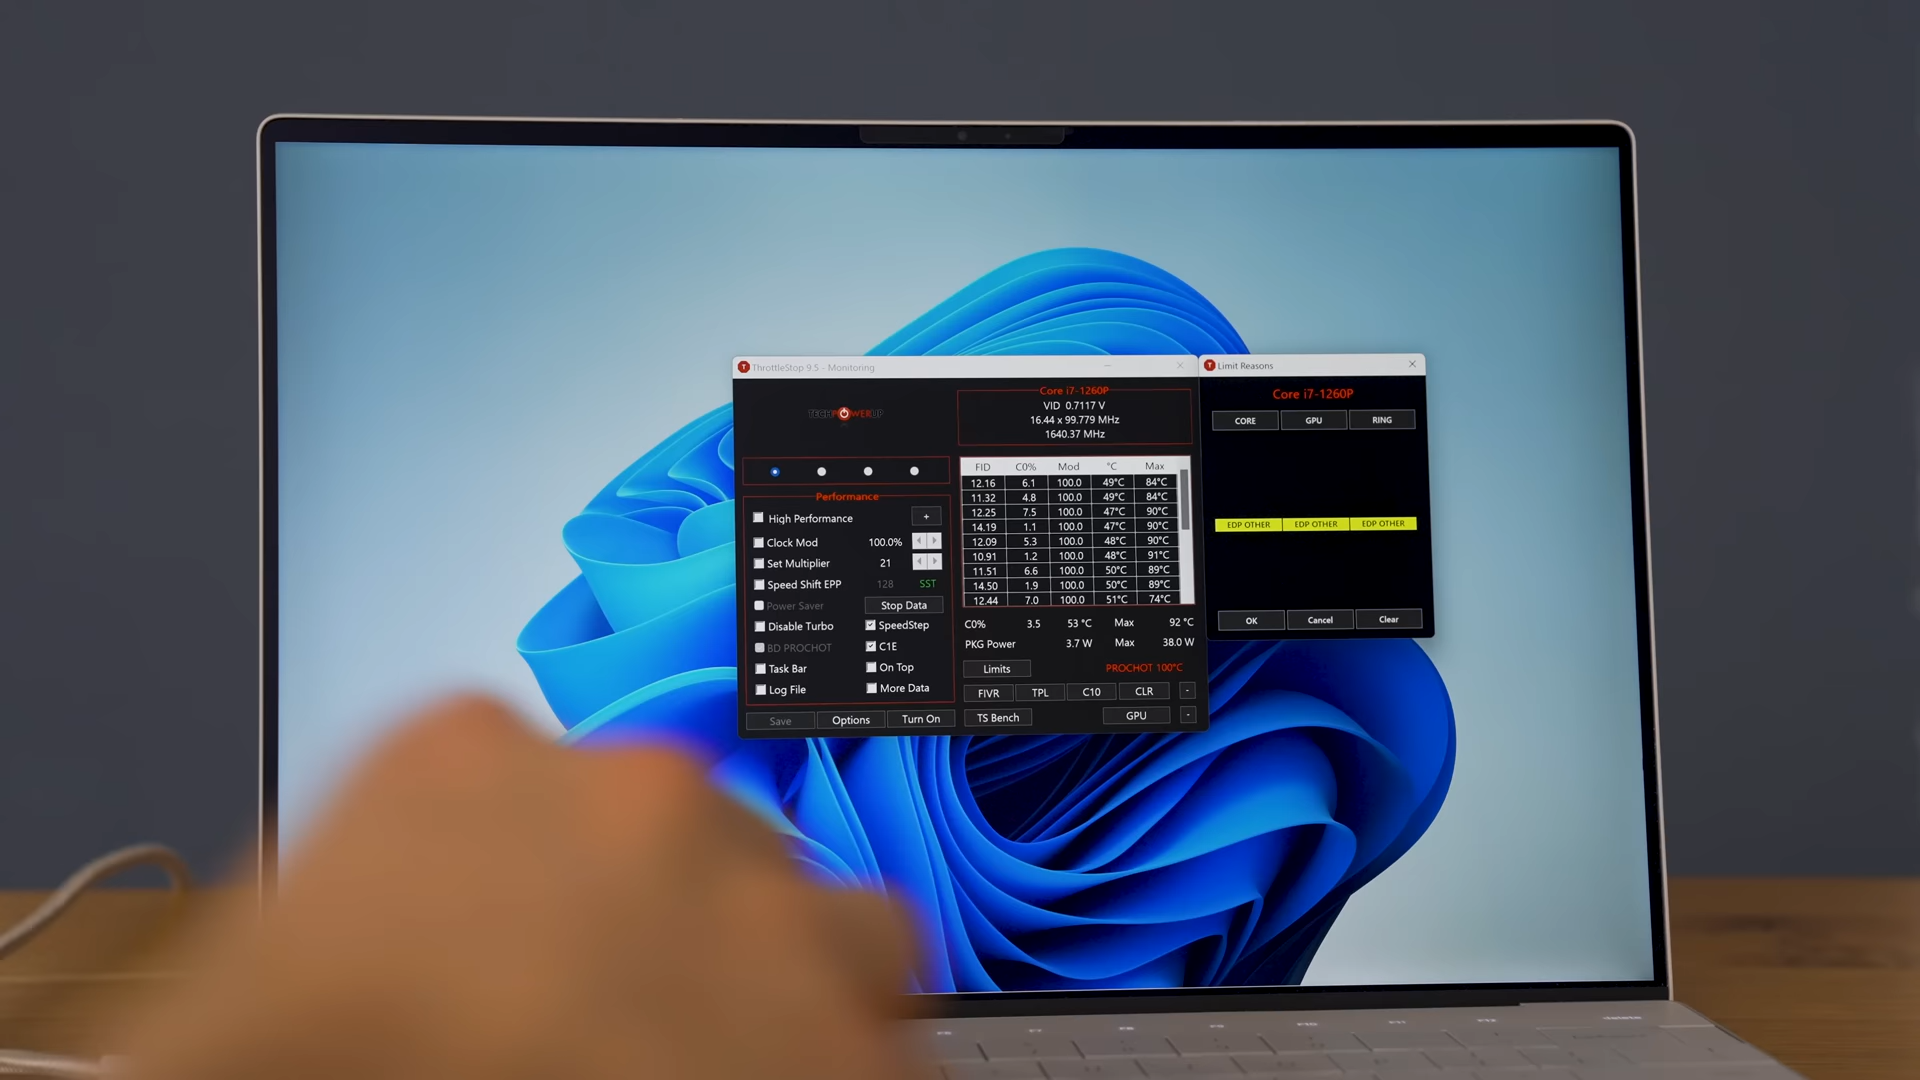 ThrottleStop 9.5 - Monitoring
TECHPOWERUP
Performance
High Performance
+
Clock Mod 100.0%
Set Multiplier 21
Speed Shift EPP 128 SST
Power Saver Stop Data
Disable Turbo SpeedStep
BD PROCHOT C1E
Task Bar On Top
Log File More Data
Save Options Turn On
Core i7-1260P
VID 0.7117 V
16.44 x 99.779 MHz
1640.37 MHz
FID C0% Mod °C Max
12.16 6.1 100.0 49°C 84°C
11.32 4.8 100.0 49°C 84°C
12.25 7.5 100.0 47°C 90°C
14.19 1.1 100.0 47°C 90°C
12.09 5.3 100.0 48°C 90°C
10.91 1.2 100.0 48°C 91°C
11.51 6.6 100.0 50°C 89°C
14.50 1.9 100.0 50°C 89°C
12.44 7.0 100.0 51°C 74°C
C0% 3.5 53 °C Max 92 °C
PKG Power 3.7 W Max 38.0 W
Limits PROCHOT 100°C
FIVR TPL C10 CLR -
TS Bench GPU -
Limit Reasons
Core i7-1260P
CORE GPU RING
EDP OTHER EDP OTHER EDP OTHER
OK Cancel Clear
delete